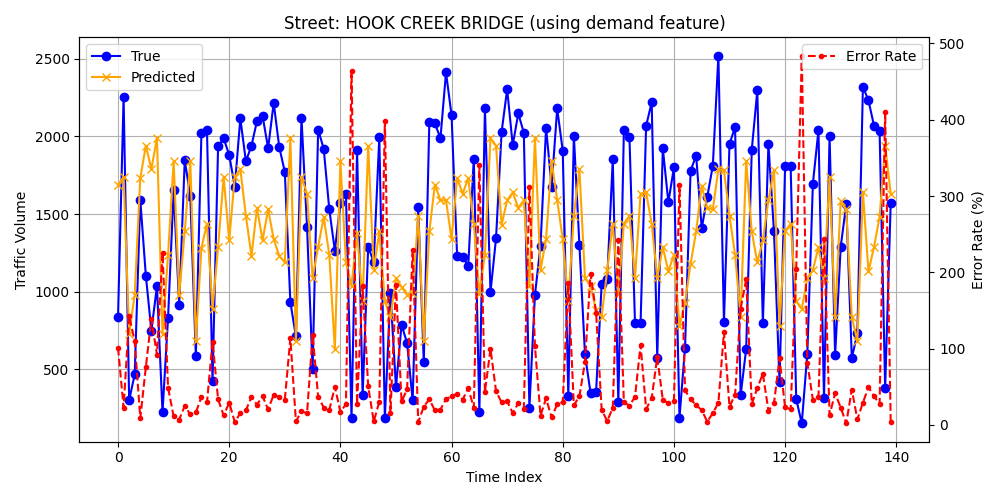 Street: HOOK CREEK BRIDGE (using demand feature)
True
Predicted
Error Rate
Traffic Volume
2500
2000
1500
1000
500
500
400
300
200
100
0
Error Rate (%)
0 20 40 60 80 100 120 140
Time Index